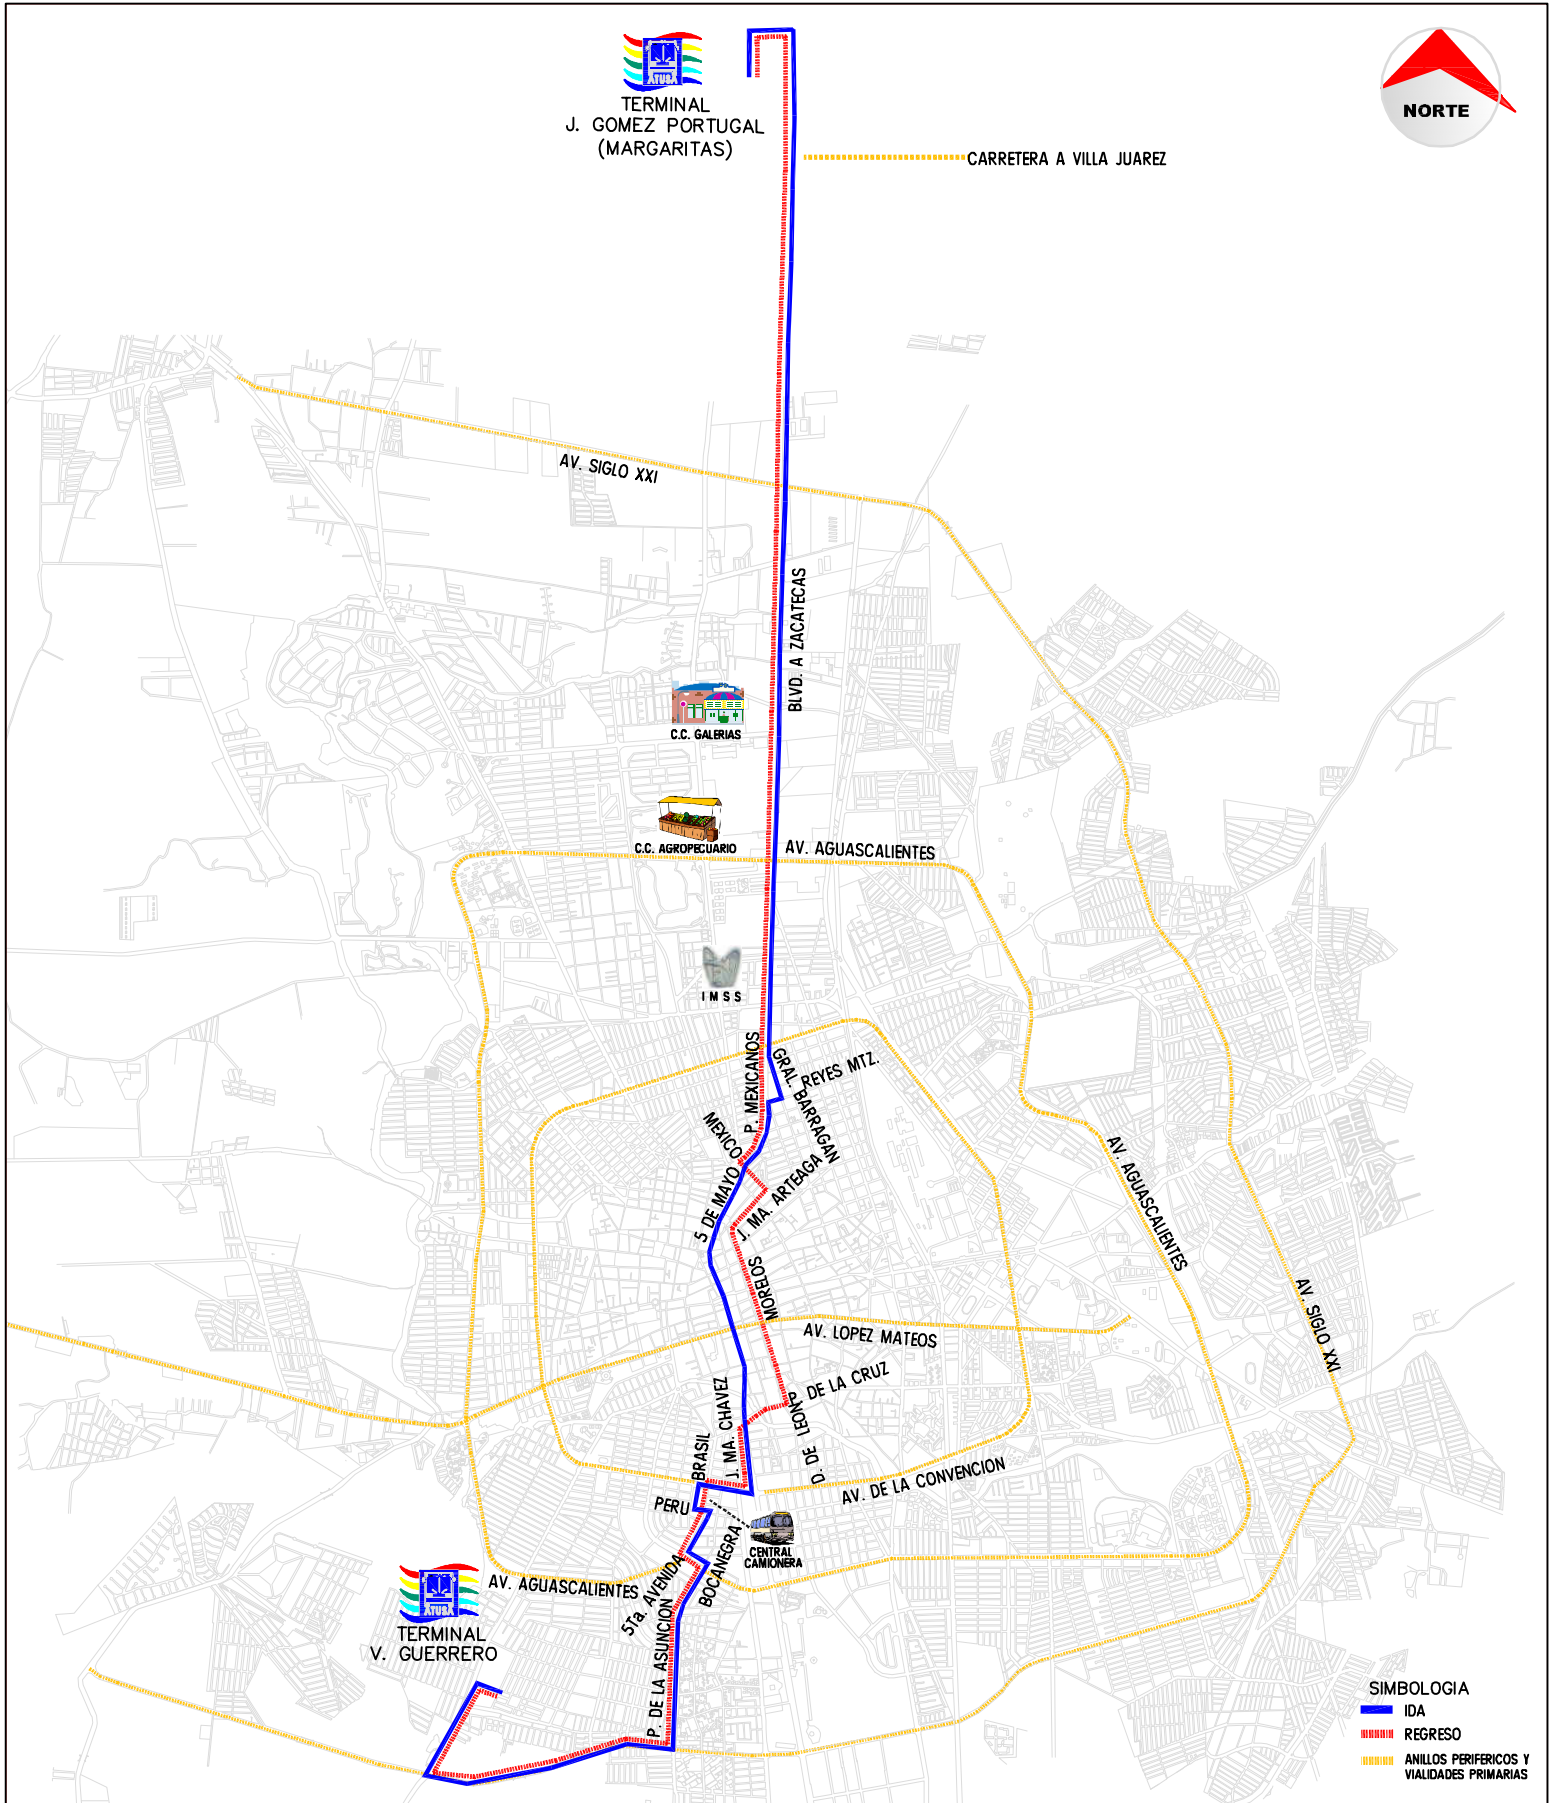 ATUSA
TERMINAL
J. GOMEZ PORTUGAL
(MARGARITAS)
NORTE
CARRETERA A VILLA JUAREZ
AV. SIGLO XXI
BLVD. A ZACATECAS
C.C. GALERIAS
C.C. AGROPECUARIO
AV. AGUASCALIENTES
I M S S
P. MEXICANOS
GRAL. BARRAGAN
REYES MTZ.
MEXICO
5 DE MAYO
J. MA. ARTEAGA
AV. AGUASCALIENTES
MORELOS
AV. SIGLO XXI
AV. LOPEZ MATEOS
P. DE LA CRUZ
J. MA. CHAVEZ
D. DE LEON
BRASIL
AV. DE LA CONVENCION
PERU
CENTRAL
CAMIONERA
BOCANEGRA
5Ta. AVENIDA
AV. AGUASCALIENTES
ATUSA
TERMINAL
V. GUERRERO
P. DE LA ASUNCION
SIMBOLOGIA
IDA
REGRESO
ANILLOS PERIFERICOS Y
VIALIDADES PRIMARIAS